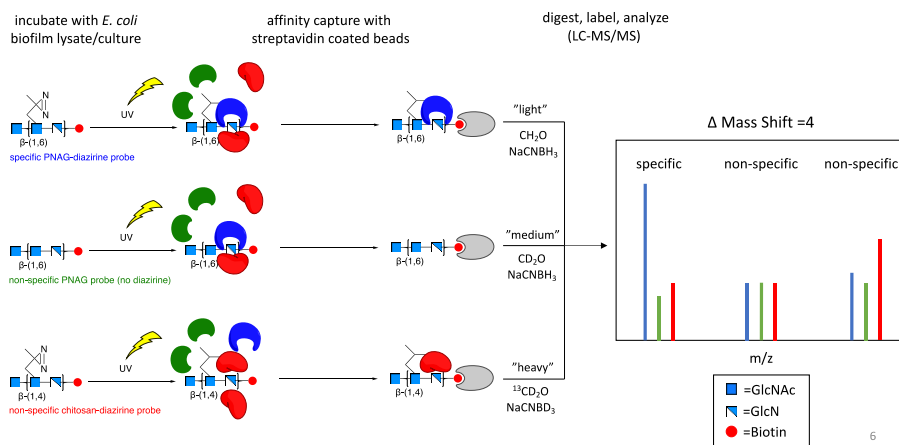 incubate with E. coli
biofilm lysate/culture
affinity capture with
streptavidin coated beads
digest, label, analyze
(LC-MS/MS)
N
N
UV
β-(1,6)
β-(1,6)
β-(1,6)
specific PNAG-diazirine probe
"light"
CH₂O
NaCNBH₃
UV
β-(1,6)
β-(1,6)
β-(1,6)
non-specific PNAG probe (no diazirine)
"medium"
CD₂O
NaCNBH₃
N
N
UV
β-(1,4)
β-(1,4)
β-(1,4)
non-specific chitosan-diazirine probe
"heavy"
¹³CD₂O
NaCNBD₃
Δ Mass Shift =4
specific non-specific non-specific
m/z
=GlcNAc
=GlcN
=Biotin
6